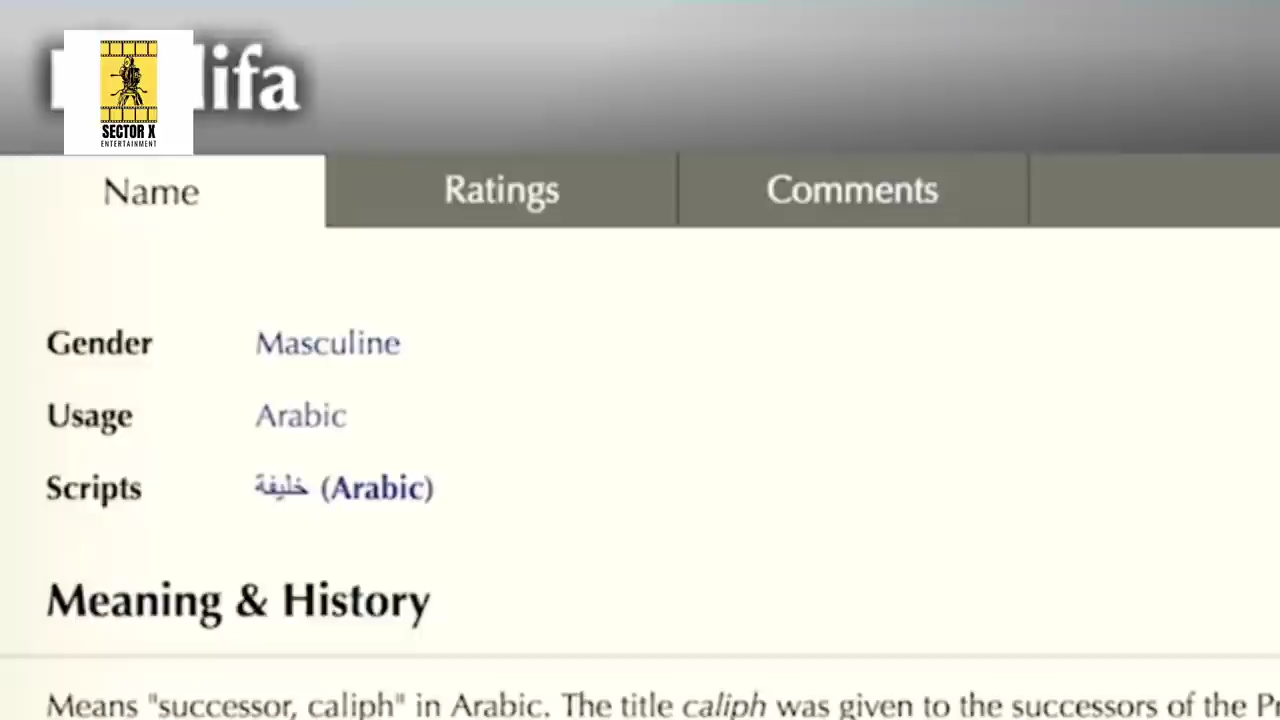 lifa
SECTOR X
ENTERTAINMENT
Name Ratings Comments
Gender Masculine
Usage Arabic
Scripts خليفة (Arabic)
Meaning & History
Means "successor, caliph" in Arabic. The title caliph was given to the successors of the